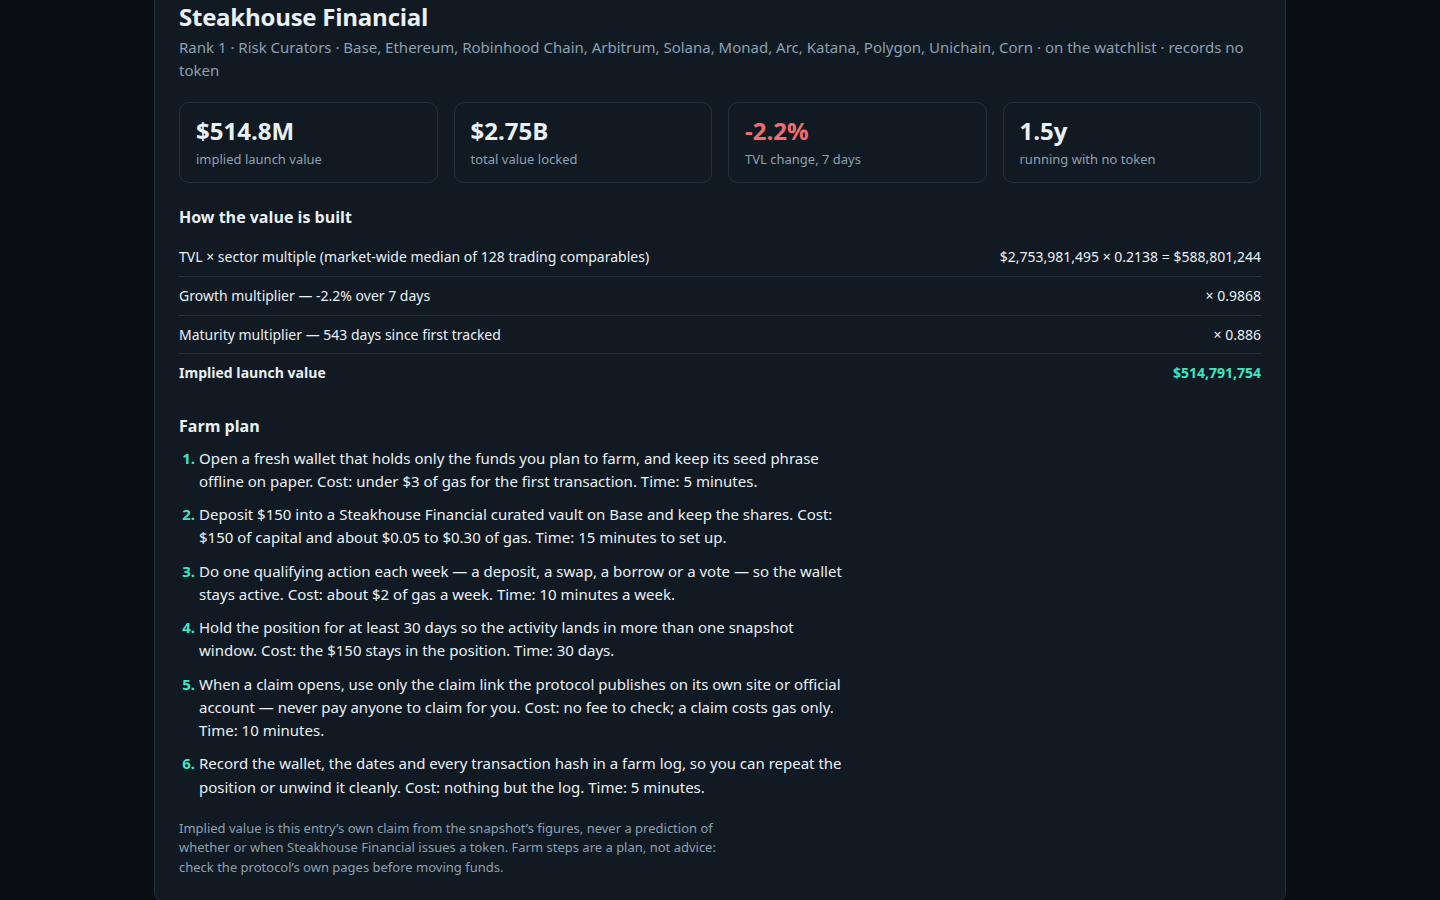 Steakhouse Financial
Rank 1 · Risk Curators · Base, Ethereum, Robinhood Chain, Arbitrum, Solana, Monad, Arc, Katana, Polygon, Unichain, Corn · on the watchlist · records no
token
$514.8M
implied launch value
$2.75B
total value locked
-2.2%
TVL change, 7 days
1.5y
running with no token
How the value is built
TVL × sector multiple (market-wide median of 128 trading comparables) $2,753,981,495 × 0.2138 = $588,801,244
Growth multiplier — -2.2% over 7 days × 0.9868
Maturity multiplier — 543 days since first tracked × 0.886
Implied launch value $514,791,754
Farm plan
1. Open a fresh wallet that holds only the funds you plan to farm, and keep its seed phrase
offline on paper. Cost: under $3 of gas for the first transaction. Time: 5 minutes.
2. Deposit $150 into a Steakhouse Financial curated vault on Base and keep the shares. Cost:
$150 of capital and about $0.05 to $0.30 of gas. Time: 15 minutes to set up.
3. Do one qualifying action each week — a deposit, a swap, a borrow or a vote — so the wallet
stays active. Cost: about $2 of gas a week. Time: 10 minutes a week.
4. Hold the position for at least 30 days so the activity lands in more than one snapshot
window. Cost: the $150 stays in the position. Time: 30 days.
5. When a claim opens, use only the claim link the protocol publishes on its own site or official
account — never pay anyone to claim for you. Cost: no fee to check; a claim costs gas only.
Time: 10 minutes.
6. Record the wallet, the dates and every transaction hash in a farm log, so you can repeat the
position or unwind it cleanly. Cost: nothing but the log. Time: 5 minutes.
Implied value is this entry’s own claim from the snapshot’s figures, never a prediction of
whether or when Steakhouse Financial issues a token. Farm steps are a plan, not advice:
check the protocol’s own pages before moving funds.